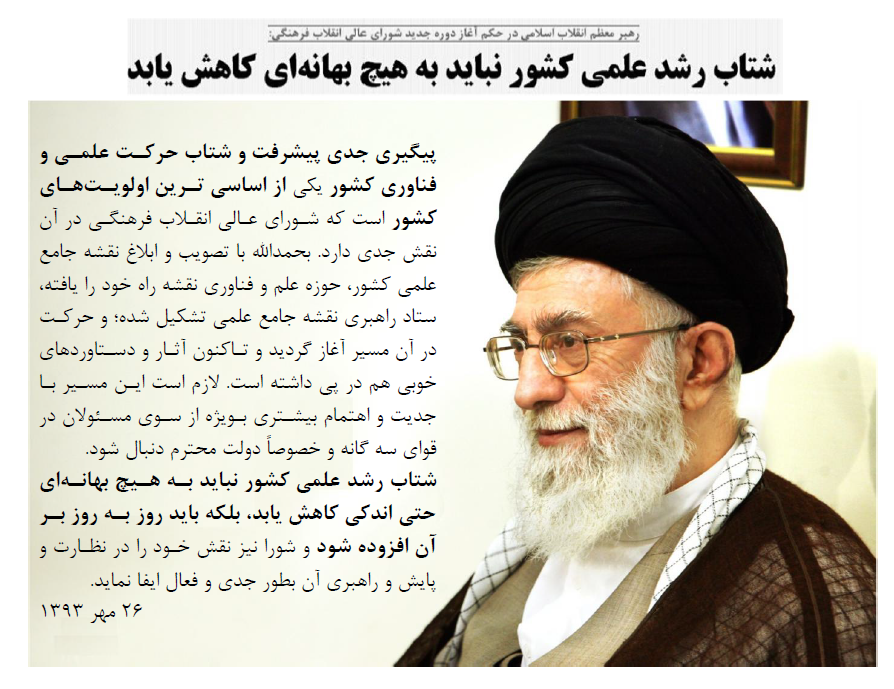 رهبر معظم انقلاب اسلامی در حکم آغاز دوره جدید شورای عالی انقلاب فرهنگی:
شتاب رشد علمی کشور نباید به هیچ بهانه‌ای کاهش یابد
پیگیری جدی پیشرفت و شتاب حرکت علمی و
فناوری کشور یکی از اساسی ترین اولویت‌های
کشور است که شورای عالی انقلاب فرهنگی در آن
نقش جدی دارد. بحمدالله با تصویب و ابلاغ نقشه جامع
علمی کشور، حوزه علم و فناوری نقشه راه خود را یافته،
ستاد راهبری نقشه جامع علمی تشکیل شده؛ و حرکت
در آن مسیر آغاز گردید و تاکنون آثار و دستاوردهای
خوبی هم در پی داشته است. لازم است این مسیر با
جدیت و اهتمام بیشتری بویژه از سوی مسئولان در
قوای سه گانه و خصوصاً دولت محترم دنبال شود.
شتاب رشد علمی کشور نباید به هیچ بهانه‌ای
حتی اندکی کاهش یابد، بلکه باید روز به روز بر
آن افزوده شود و شورا نیز نقش خود را در نظارت و
پایش و راهبری آن بطور جدی و فعال ایفا نماید.
۲۶ مهر ۱۳۹۳